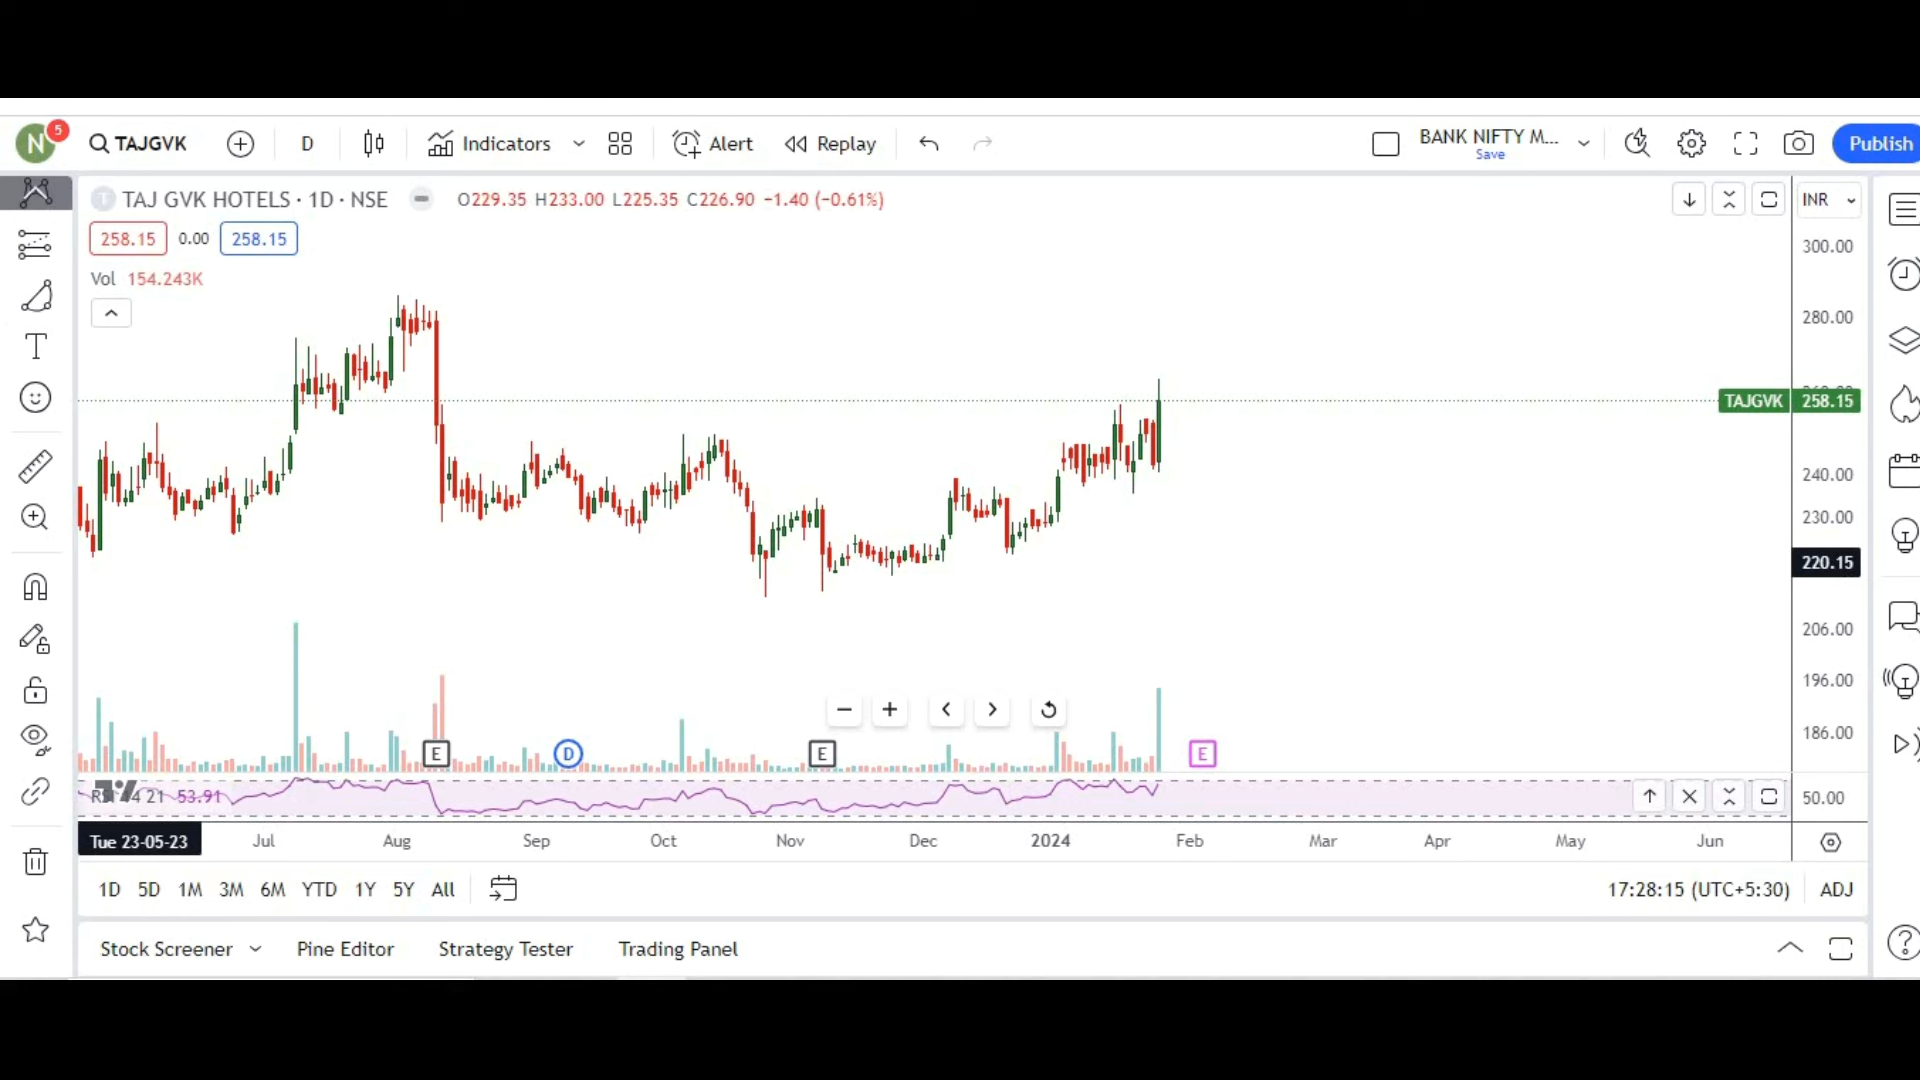 N 5 TAJGVK D Indicators Alert Replay BANK NIFTY M... Save Publish
T TAJ GVK HOTELS · 1D · NSE O229.35 H233.00 L225.35 C226.90 −1.40 (−0.61%) INR
258.15 0.00 258.15
Vol 154.243K
300.00
280.00
TAJGVK 258.15
240.00
230.00
220.15
206.00
196.00
186.00
E D E E
14 21 53.91 50.00
Tue 23-05-23 Jul Aug Sep Oct Nov Dec 2024 Feb Mar Apr May Jun
1D 5D 1M 3M 6M YTD 1Y 5Y All 17:28:15 (UTC+5:30) ADJ
Stock Screener Pine Editor Strategy Tester Trading Panel